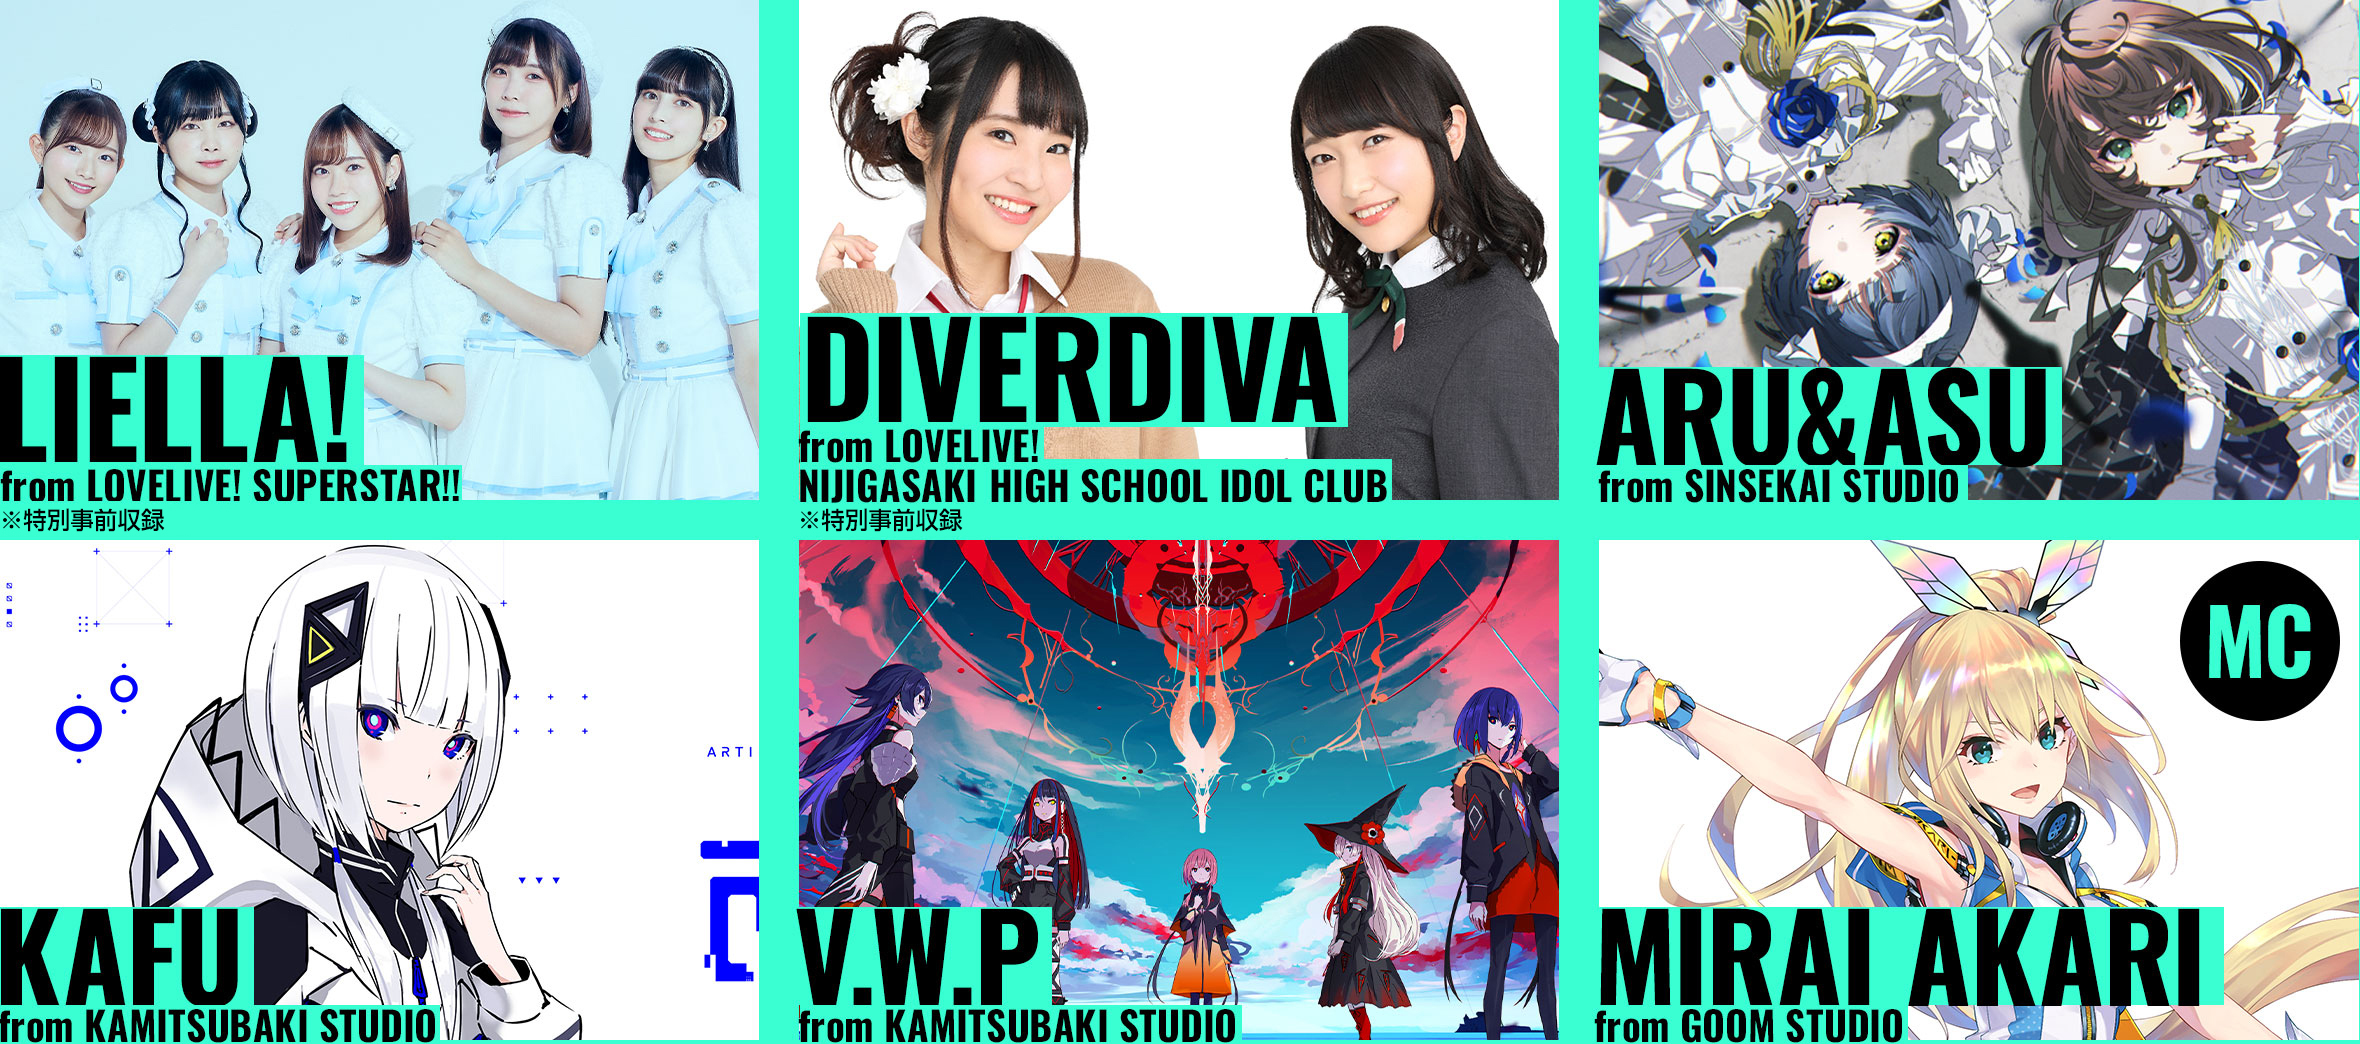 LIELLA!
from LOVELIVE! SUPERSTAR!!
※特別事前収録
DIVERDIVA
from LOVELIVE!
NIJIGASAKI HIGH SCHOOL IDOL CLUB
※特別事前収録
ARU&ASU
from SINSEKAI STUDIO
ARTI
KAFU
from KAMITSUBAKI STUDIO
V.W.P
from KAMITSUBAKI STUDIO
MC
MIRAI AKARI
from GOOM STUDIO